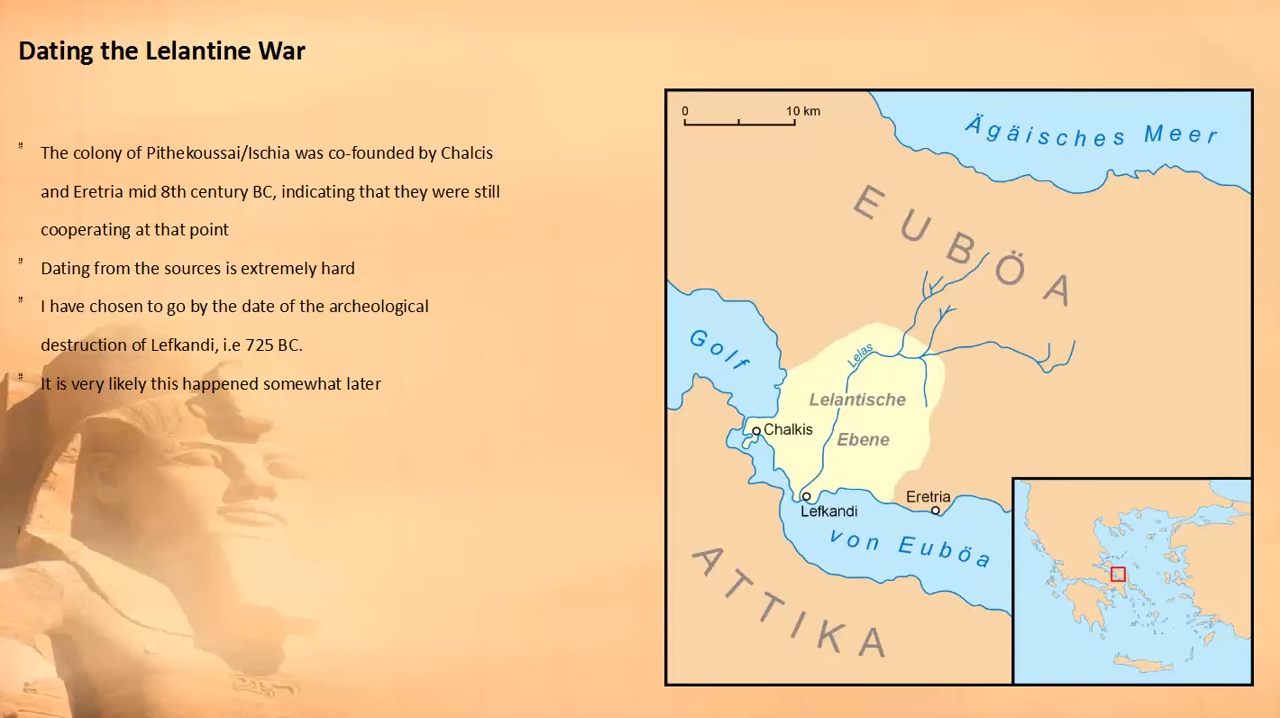 Dating the Lelantine War
The colony of Pithekoussai/Ischia was co-founded by Chalcis
and Eretria mid 8th century BC, indicating that they were still
cooperating at that point
Dating from the sources is extremely hard
I have chosen to go by the date of the archeological
destruction of Lefkandi, i.e 725 BC.
It is very likely this happened somewhat later
0 10 km
Ägäisches Meer
EUBÖA
Golf
Lelas
Lelantische
Ebene
Chalkis
Lefkandi
Eretria
von Euböa
ATTIKA